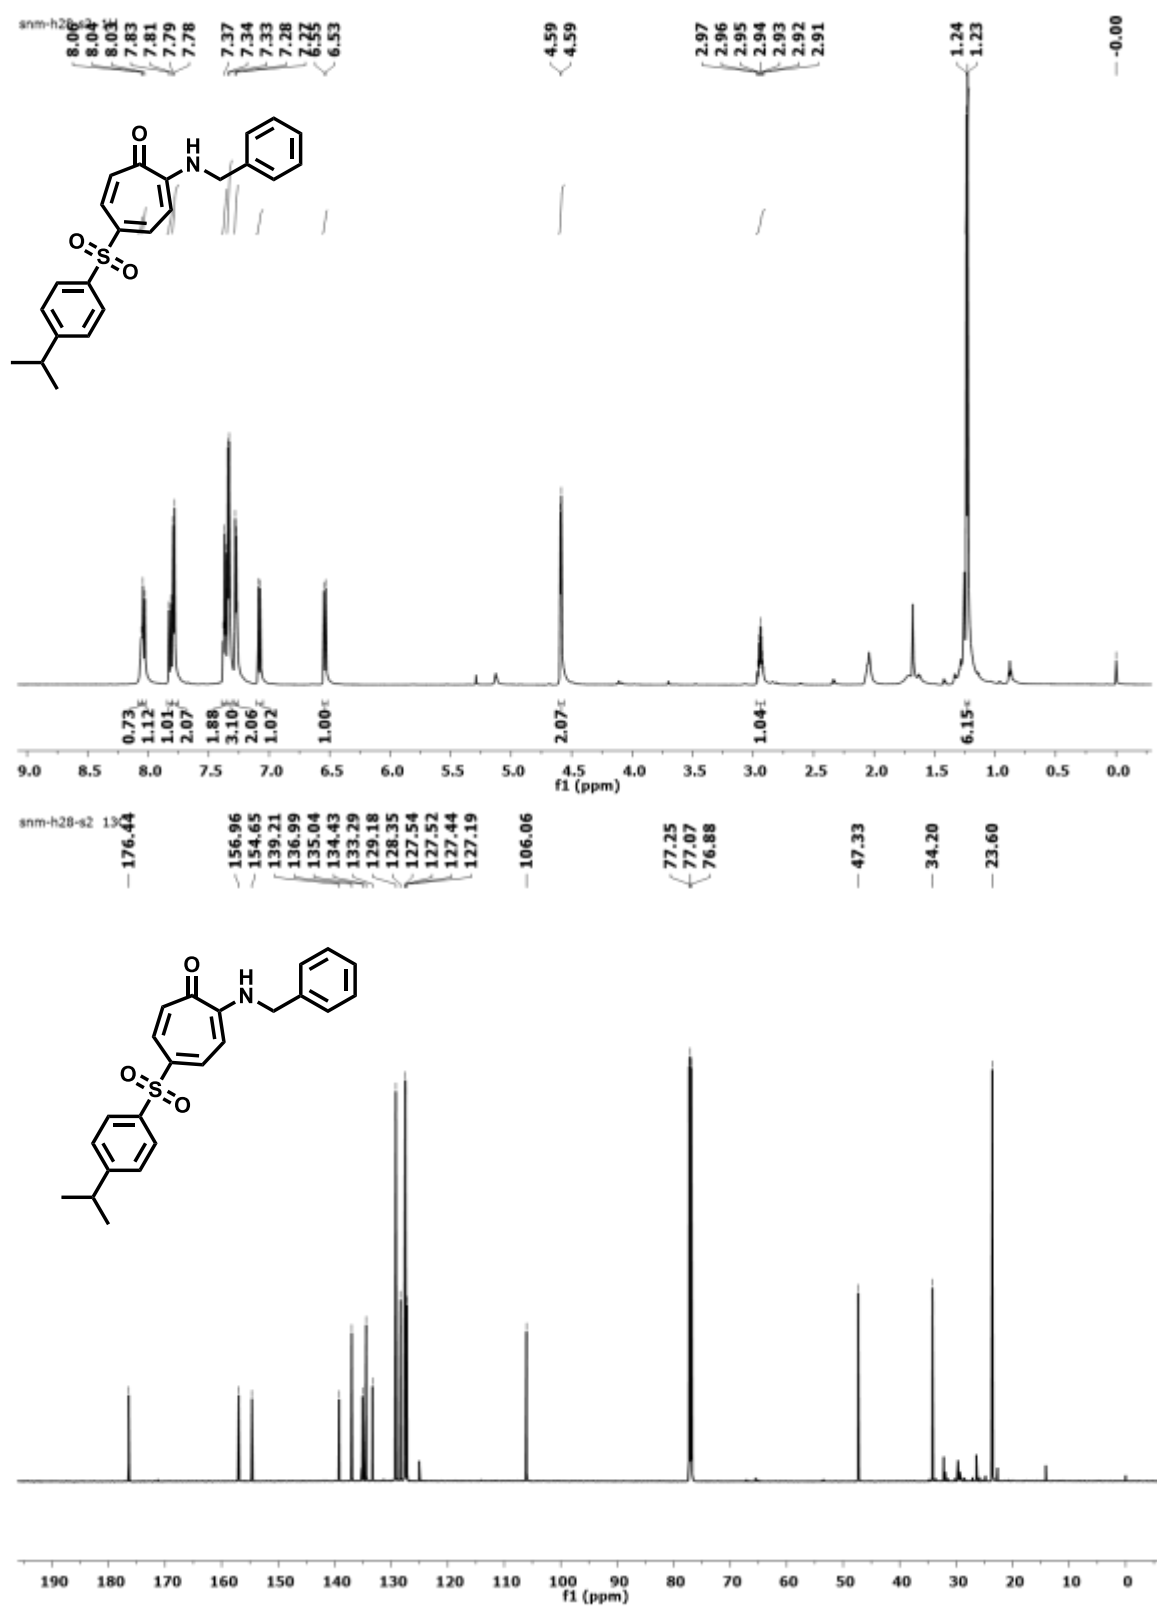 snm-h28-s2 1H
8.06 8.04 8.03 7.83 7.81 7.79 7.78 7.37 7.34 7.33 7.28 7.27 6.55 6.53 4.59 4.59 2.97 2.96 2.95 2.94 2.93 2.92 2.91 1.24 1.23 -0.00
O
H
N
O
S
O
0.73 1.12 1.01 2.07 1.88 3.10 2.06 1.02 1.00 2.07 1.04 6.15
9.0 8.5 8.0 7.5 7.0 6.5 6.0 5.5 5.0 4.5 4.0 3.5 3.0 2.5 2.0 1.5 1.0 0.5 0.0
f1 (ppm)
snm-h28-s2 13C
176.44 156.96 154.65 139.21 136.99 135.04 134.43 133.29 129.18 128.35 127.54 127.52 127.44 127.19 106.06 77.25 77.07 76.88 47.33 34.20 23.60
O
H
N
O
S
O
190 180 170 160 150 140 130 120 110 100 90 80 70 60 50 40 30 20 10 0
f1 (ppm)